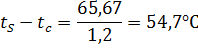 t_S − t_c = 65,67 / 1,2 = 54,7°C